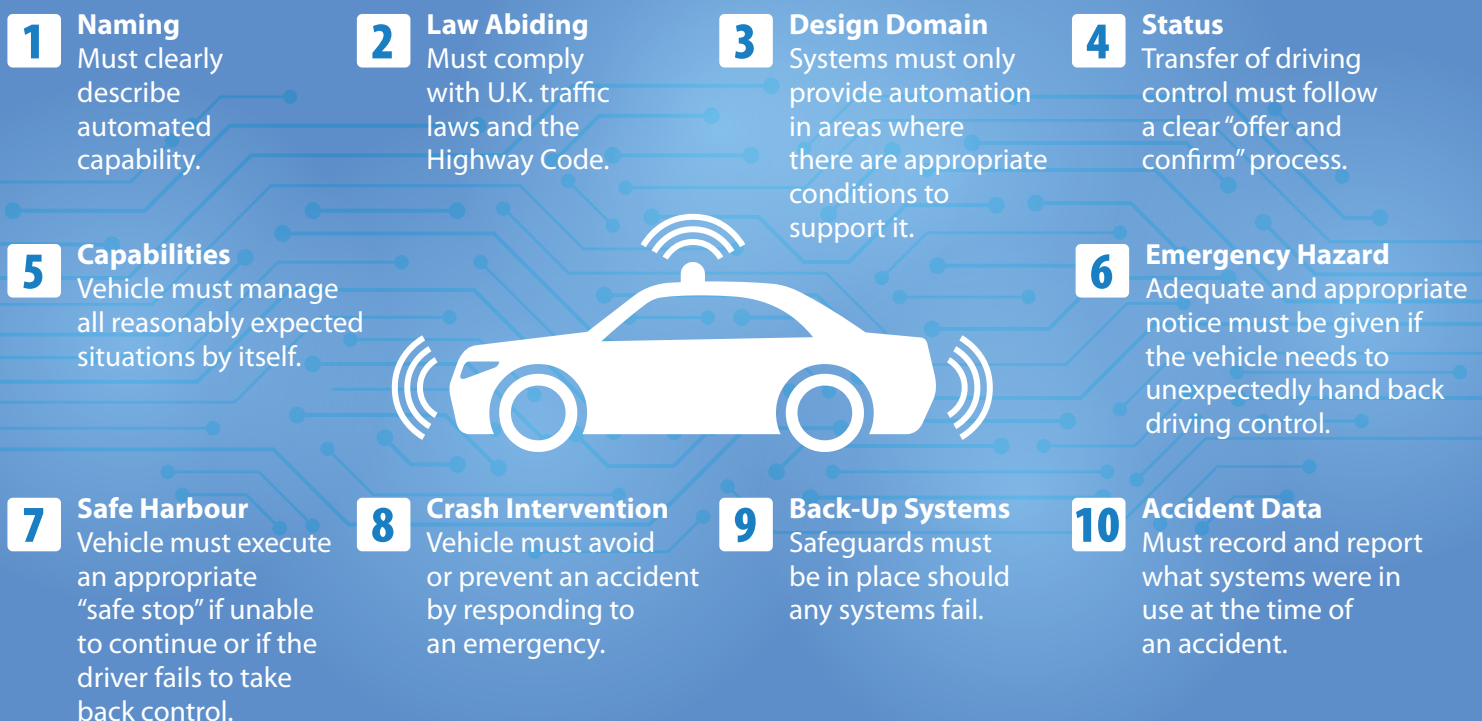 1
Naming
Must clearly
describe
automated
capability.
2
Law Abiding
Must comply
with U.K. traffic
laws and the
Highway Code.
3
Design Domain
Systems must only
provide automation
in areas where
there are appropriate
conditions to
support it.
4
Status
Transfer of driving
control must follow
a clear “offer and
confirm” process.
5
Capabilities
Vehicle must manage
all reasonably expected
situations by itself.
6
Emergency Hazard
Adequate and appropriate
notice must be given if
the vehicle needs to
unexpectedly hand back
driving control.
7
Safe Harbour
Vehicle must execute
an appropriate
“safe stop” if unable
to continue or if the
driver fails to take
back control.
8
Crash Intervention
Vehicle must avoid
or prevent an accident
by responding to
an emergency.
9
Back-Up Systems
Safeguards must
be in place should
any systems fail.
10
Accident Data
Must record and report
what systems were in
use at the time of
an accident.